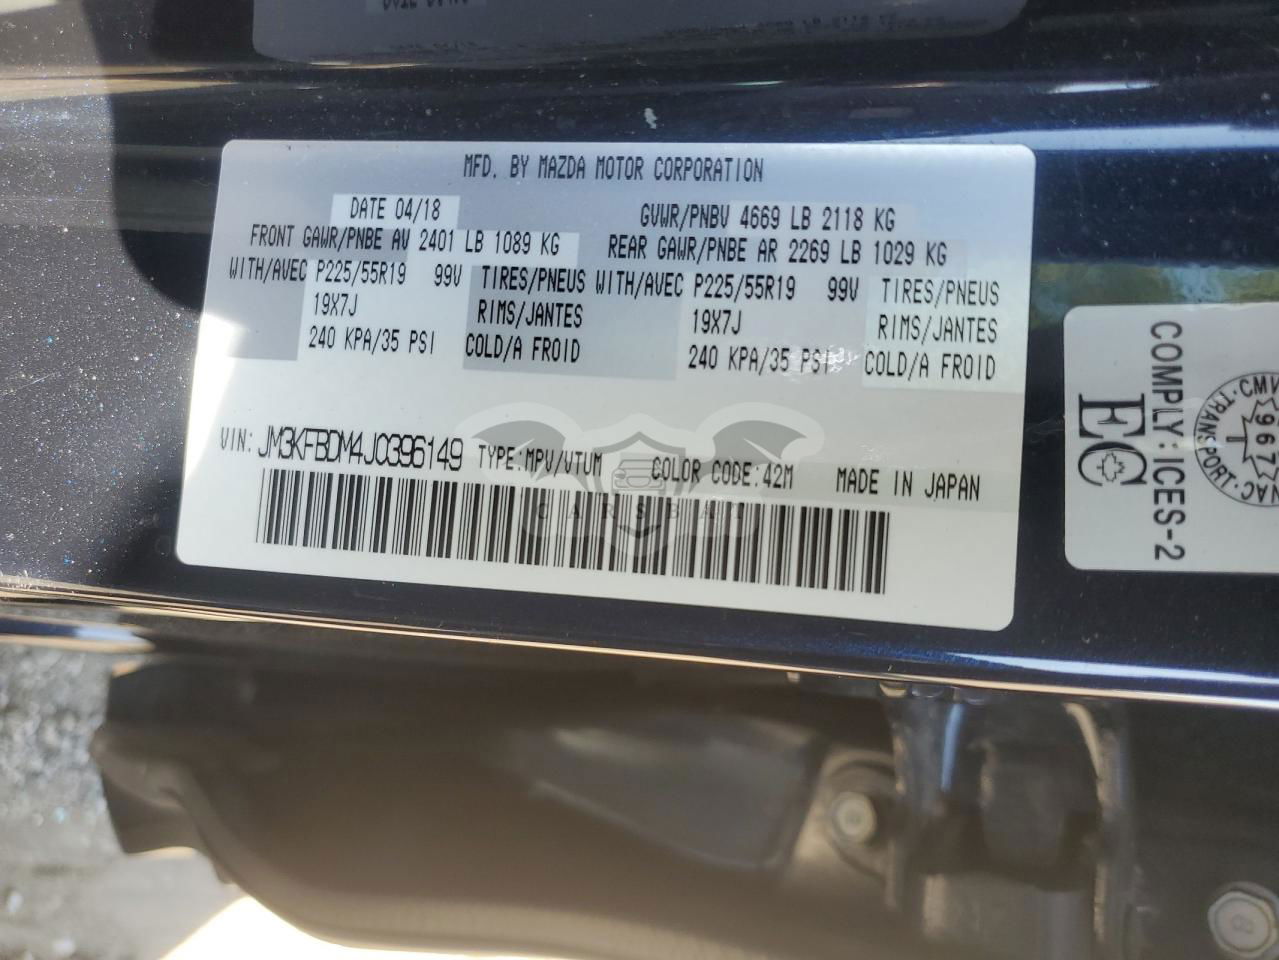 MFD. BY MAZDA MOTOR CORPORATION
DATE 04/18 GVWR/PNBV 4669 LB 2118 KG
FRONT GAWR/PNBE AV 2401 LB 1089 KG REAR GAWR/PNBE AR 2269 LB 1029 KG
WITH/AVEC P225/55R19 99V TIRES/PNEUS WITH/AVEC P225/55R19 99V TIRES/PNEUS
19X7J RIMS/JANTES 19X7J RIMS/JANTES
240 KPA/35 PSI COLD/A FROID 240 KPA/35 PSI COLD/A FROID
VIN: JM3KFBDM4JC396149 TYPE:MPV/VTUM COLOR CODE:42M MADE IN JAPAN
CARSBAT
COMPLY: ICES-2
EC
TRANSPORT
967